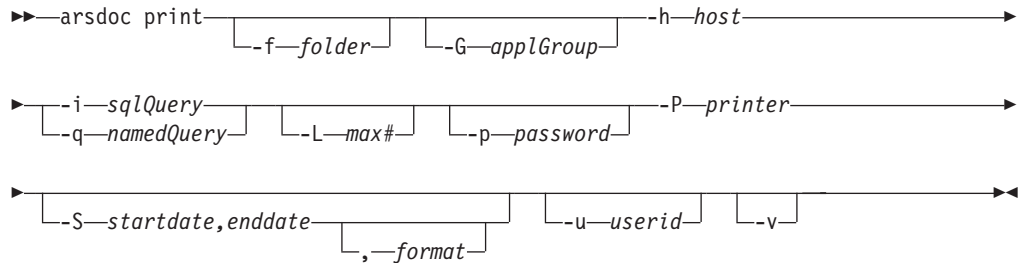 arsdoc print -h host
-f folder -G applGroup
-i sqlQuery -P printer
-q namedQuery -L max# -p password
-S startdate,enddate -u userid -v
, format